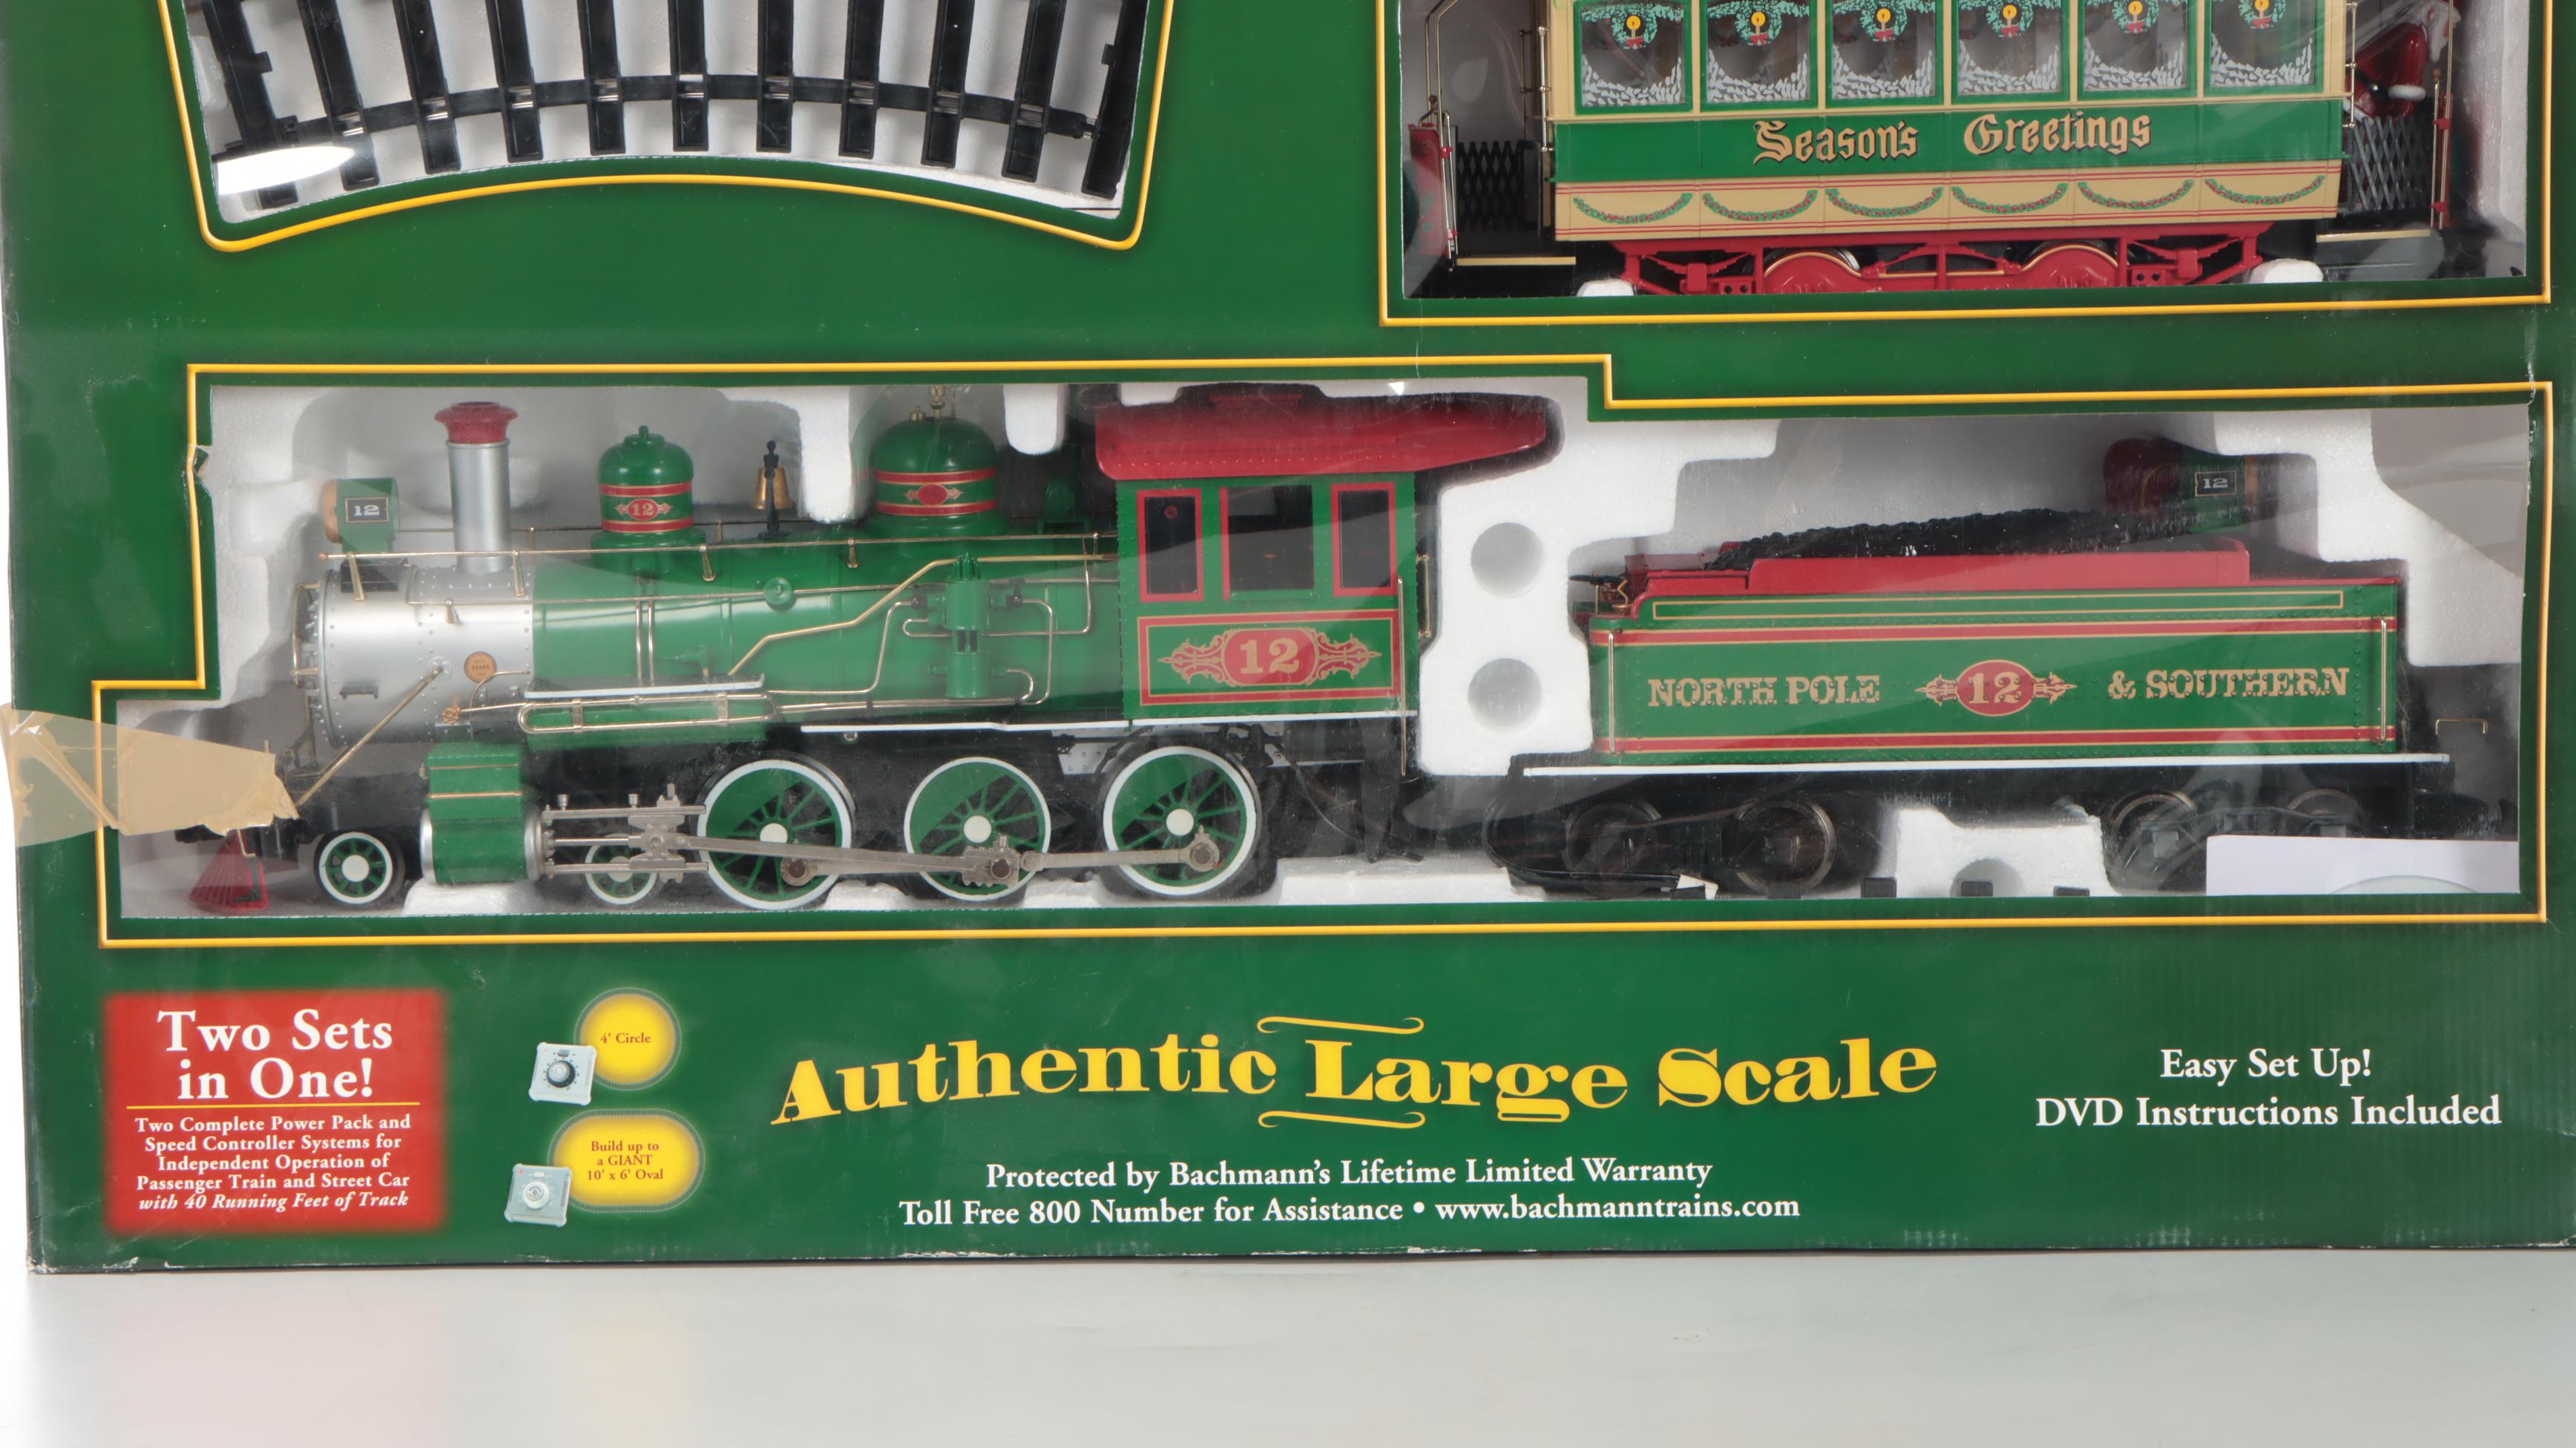 Season's Greetings
12
12
12
12
12
NORTH POLE 12 & SOUTHERN
Two Sets
in One!
Two Complete Power Pack and
Speed Controller Systems for
Independent Operation of
Passenger Train and Street Car
with 40 Running Feet of Track
4' Circle
Build up to
a GIANT
10' x 6' Oval
Authentic Large Scale
Protected by Bachmann's Lifetime Limited Warranty
Toll Free 800 Number for Assistance • www.bachmanntrains.com
Easy Set Up!
DVD Instructions Included